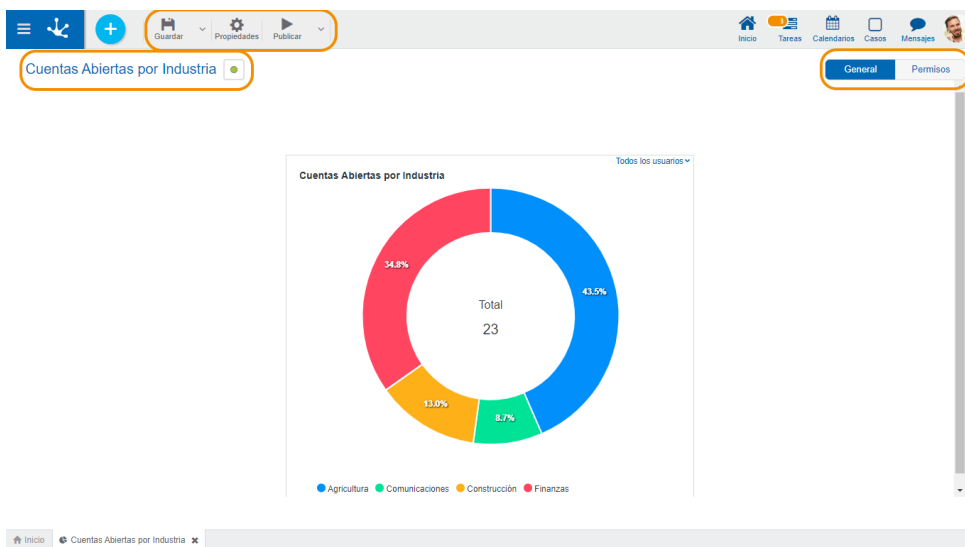 Guardar Propiedades Publicar Inicio Tareas Calendarios Casos Mensajes
Cuentas Abiertas por Industria General Permisos
Todos los usuarios
Cuentas Abiertas por Industria
34.8%
43.5%
Total
23
13.0%
8.7%
Agricultura Comunicaciones Construcción Finanzas
Inicio Cuentas Abiertas por Industria